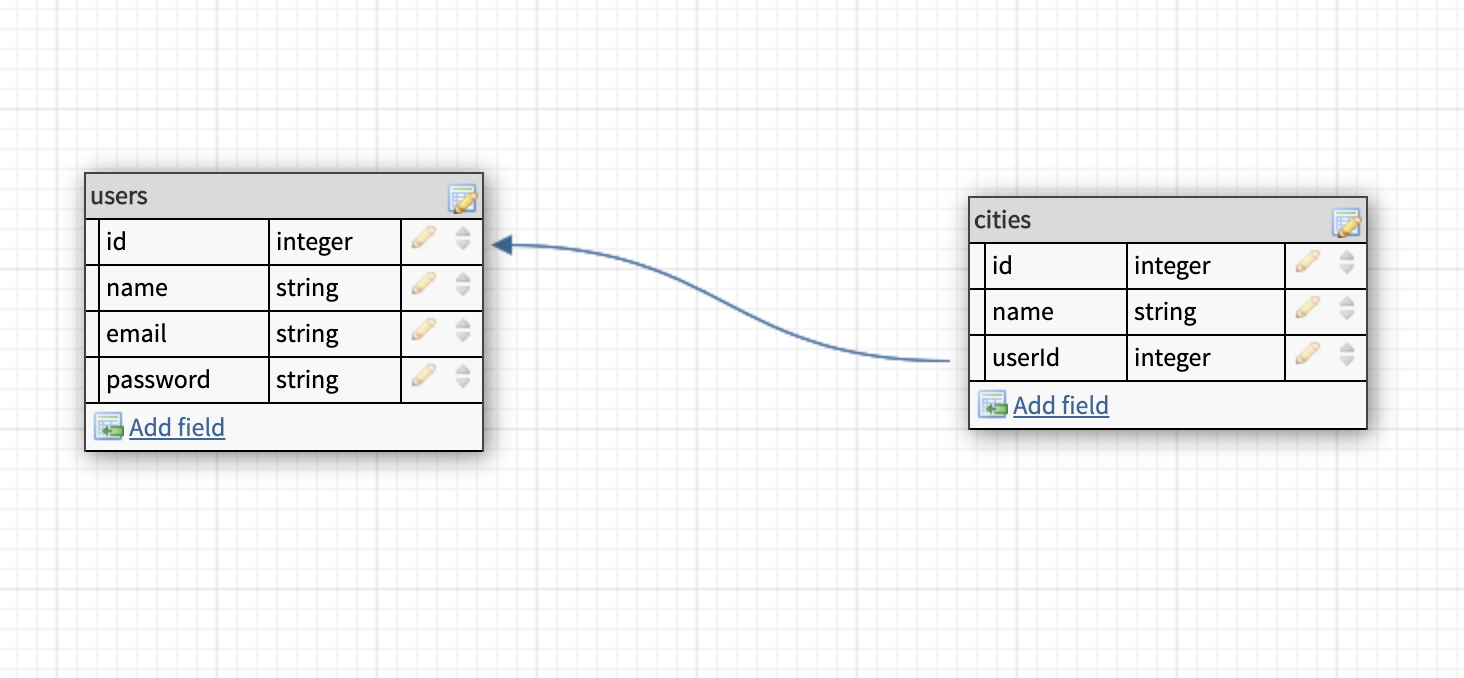 users
id integer
name string
email string
password string
Add field
cities
id integer
name string
userId integer
Add field